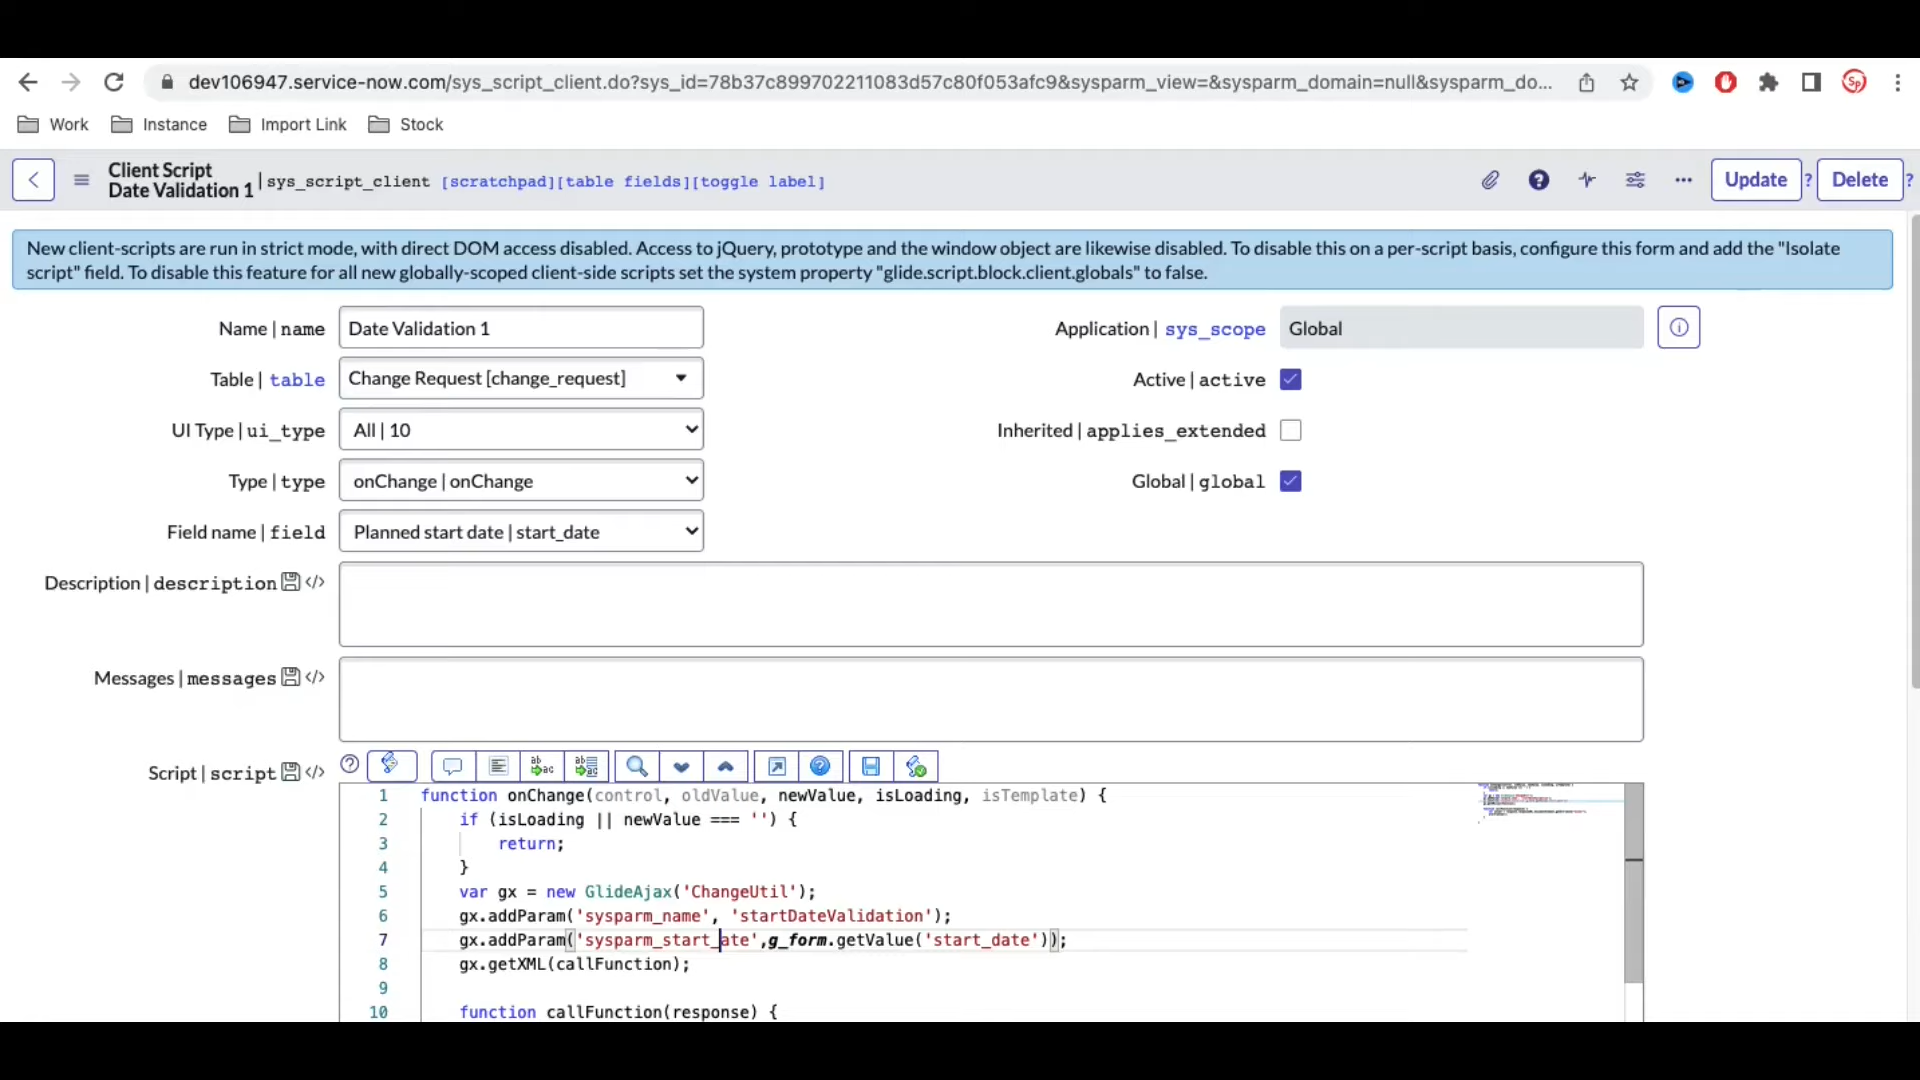 dev106947.service-now.com/sys_script_client.do?sys_id=78b37c899702211083d57c80f053afc9&sysparm_view=&sysparm_domain=null&sysparm_do...
Sp
Work Instance Import Link Stock
Client Script
Date Validation 1 | sys_script_client [scratchpad][table fields][toggle label]
Update ? Delete ?
New client-scripts are run in strict mode, with direct DOM access disabled. Access to jQuery, prototype and the window object are likewise disabled. To disable this on a per-script basis, configure this form and add the "Isolate
script" field. To disable this feature for all new globally-scoped client-side scripts set the system property "glide.script.block.client.globals" to false.
Name | name Date Validation 1
Application | sys_scope Global
Table | table Change Request [change_request]
Active | active
UI Type | ui_type All | 10
Inherited | applies_extended
Type | type onChange | onChange
Global | global
Field name | field Planned start date | start_date
Description | description </>
Messages | messages </>
Script | script </>
1 function onChange(control, oldValue, newValue, isLoading, isTemplate) {
2 if (isLoading || newValue === '') {
3 return;
4 }
5 var gx = new GlideAjax('ChangeUtil');
6 gx.addParam('sysparm_name', 'startDateValidation');
7 gx.addParam('sysparm_start_ate',g_form.getValue('start_date'));
8 gx.getXML(callFunction);
9
10 function callFunction(response) {